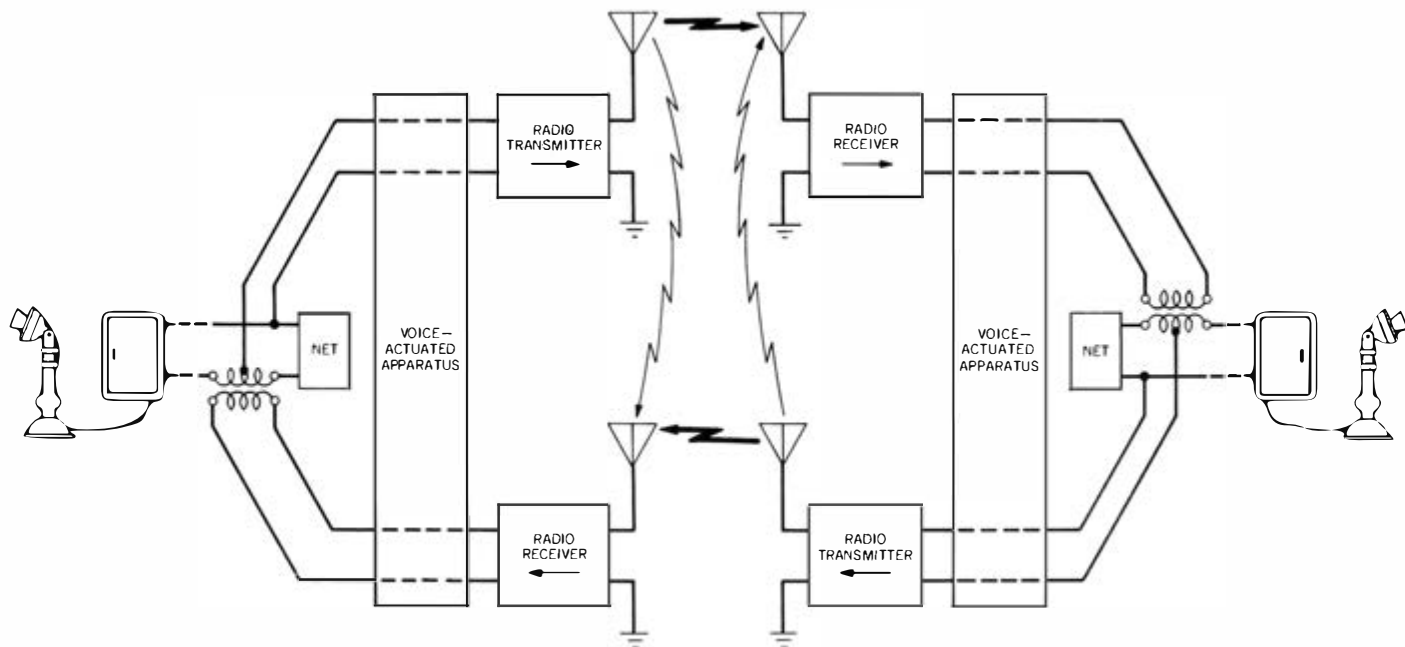 RADIO
TRANSMITTER
RADIO
RECEIVER
NET
VOICE-
ACTUATED
APPARATUS
VOICE-
ACTUATED
APPARATUS
NET
RADIO
RECEIVER
RADIO
TRANSMITTER